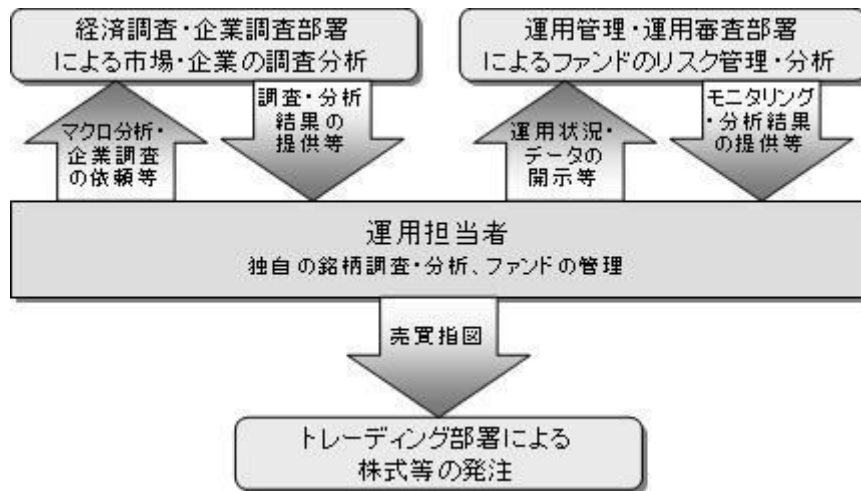 経済調査・企業調査部署
による市場・企業の調査分析
運用管理・運用審査部署
によるファンドのリスク管理・分析
マクロ分析・
企業調査
の依頼等
調査・分析
結果の
提供等
運用状況・
データの
開示等
モニタリング
・分析結果
の提供等
運用担当者
独自の銘柄調査・分析、ファンドの管理
売買指図
トレーディング部署による
株式等の発注